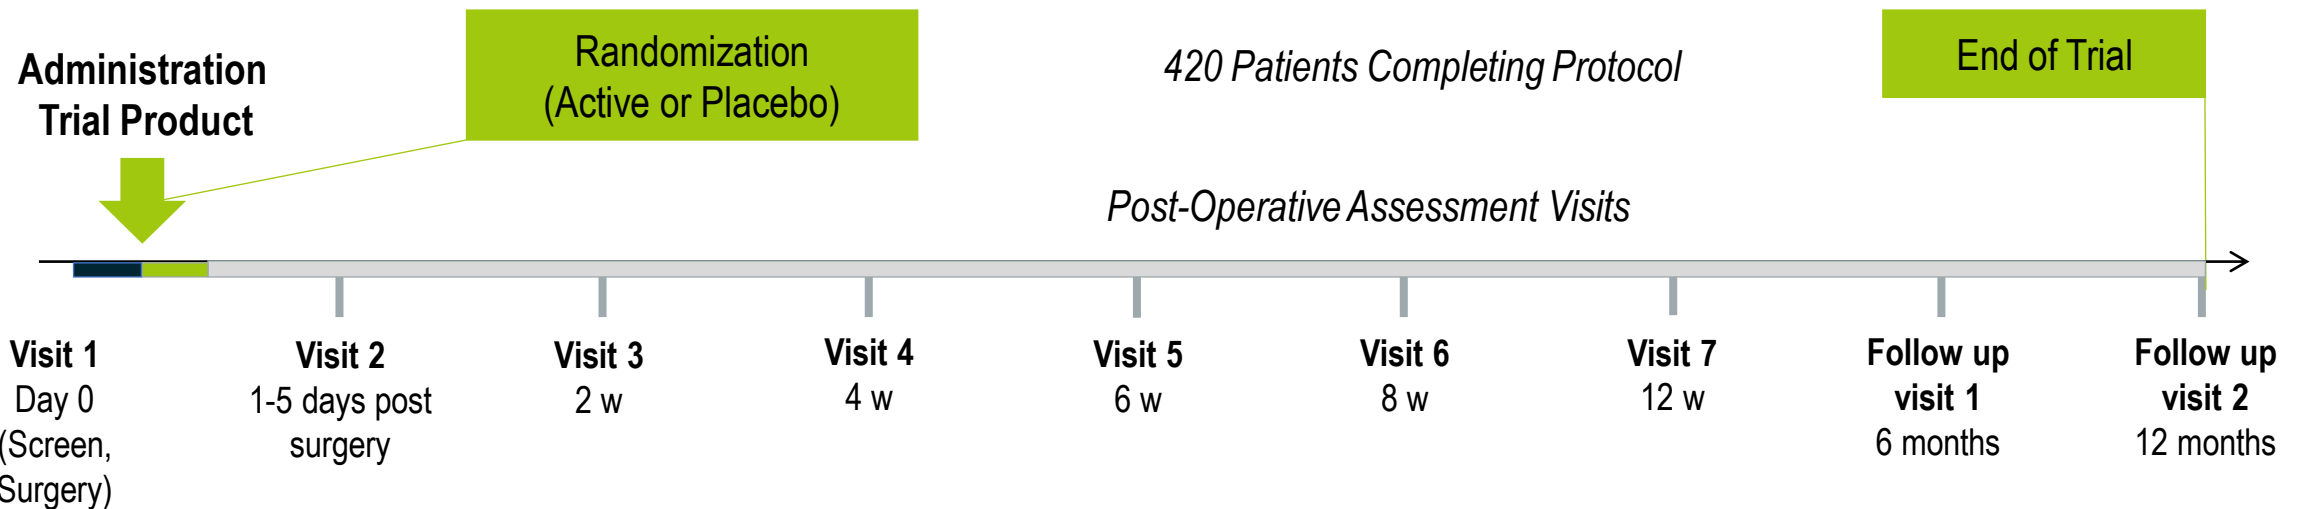 Administration
Trial Product
Randomization
(Active or Placebo)
420 Patients Completing Protocol
End of Trial
Post-Operative Assessment Visits
Visit 1
Day 0
(Screen,
Surgery)
Visit 2
1-5 days post
surgery
Visit 3
2 w
Visit 4
4 w
Visit 5
6 w
Visit 6
8 w
Visit 7
12 w
Follow up
visit 1
6 months
Follow up
visit 2
12 months